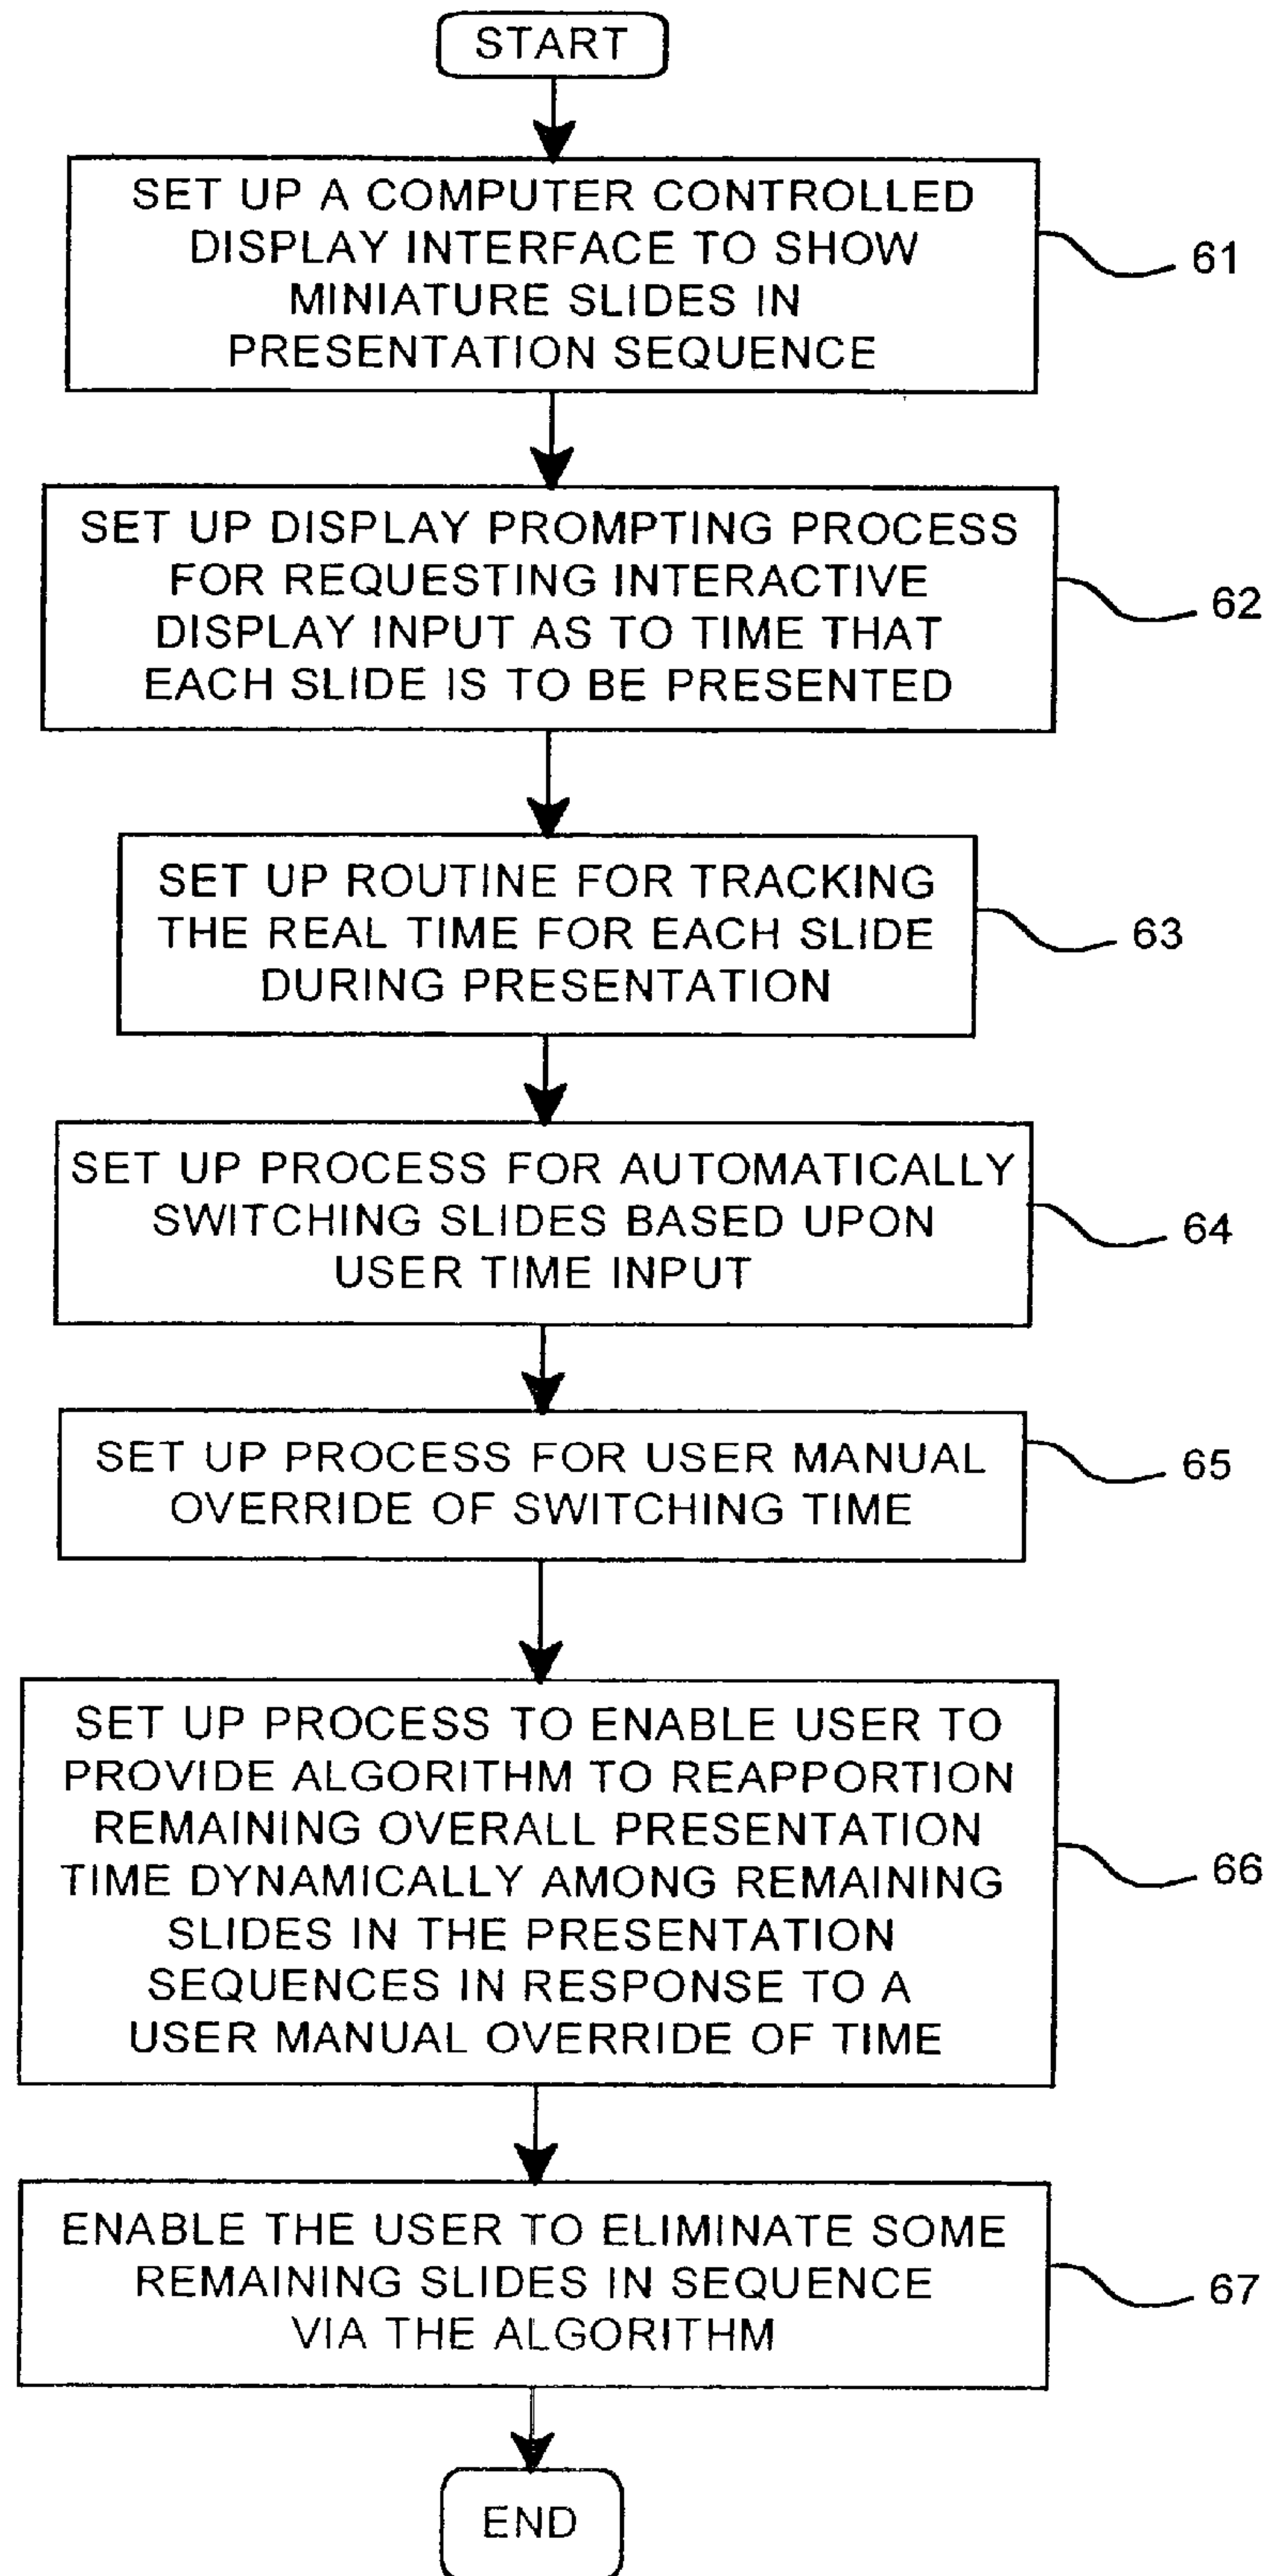 START
SET UP A COMPUTER CONTROLLED
DISPLAY INTERFACE TO SHOW
MINIATURE SLIDES IN
PRESENTATION SEQUENCE
61
SET UP DISPLAY PROMPTING PROCESS
FOR REQUESTING INTERACTIVE
DISPLAY INPUT AS TO TIME THAT
EACH SLIDE IS TO BE PRESENTED
62
SET UP ROUTINE FOR TRACKING
THE REAL TIME FOR EACH SLIDE
DURING PRESENTATION
63
SET UP PROCESS FOR AUTOMATICALLY
SWITCHING SLIDES BASED UPON
USER TIME INPUT
64
SET UP PROCESS FOR USER MANUAL
OVERRIDE OF SWITCHING TIME
65
SET UP PROCESS TO ENABLE USER TO
PROVIDE ALGORITHM TO REAPPORTION
REMAINING OVERALL PRESENTATION
TIME DYNAMICALLY AMONG REMAINING
SLIDES IN THE PRESENTATION
SEQUENCES IN RESPONSE TO A
USER MANUAL OVERRIDE OF TIME
66
ENABLE THE USER TO ELIMINATE SOME
REMAINING SLIDES IN SEQUENCE
VIA THE ALGORITHM
67
END